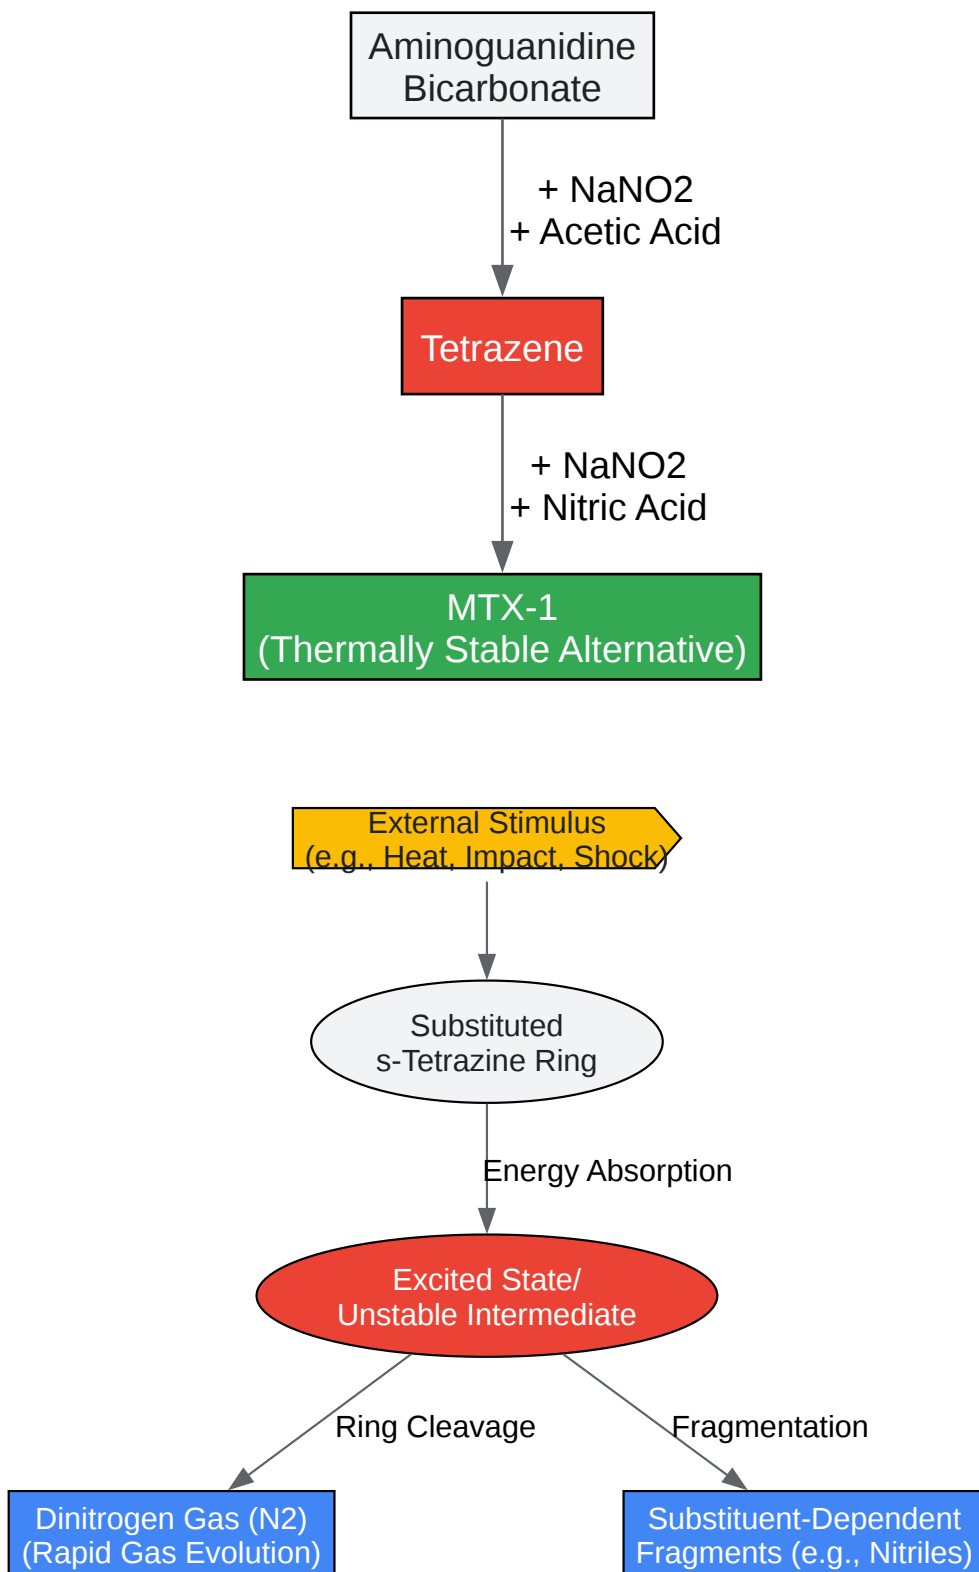 Aminoguanidine
Bicarbonate
+ NaNO2
+ Acetic Acid
Tetrazene
+ NaNO2
+ Nitric Acid
MTX-1
(Thermally Stable Alternative)
External Stimulus
(e.g., Heat, Impact, Shock)
Substituted
s-Tetrazine Ring
Energy Absorption
Excited State/
Unstable Intermediate
Ring Cleavage
Fragmentation
Dinitrogen Gas (N2)
(Rapid Gas Evolution)
Substituent-Dependent
Fragments (e.g., Nitriles)